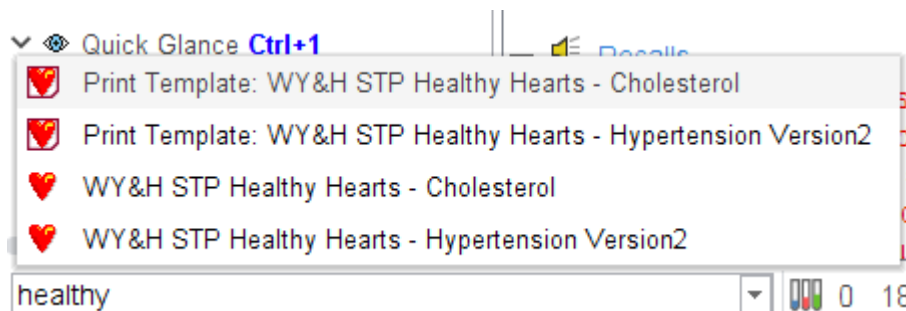 Quick Glance Ctrl+1
Recalls
Print Template: WY&H STP Healthy Hearts - Cholesterol
Print Template: WY&H STP Healthy Hearts - Hypertension Version2
WY&H STP Healthy Hearts - Cholesterol
WY&H STP Healthy Hearts - Hypertension Version2
healthy
0 18